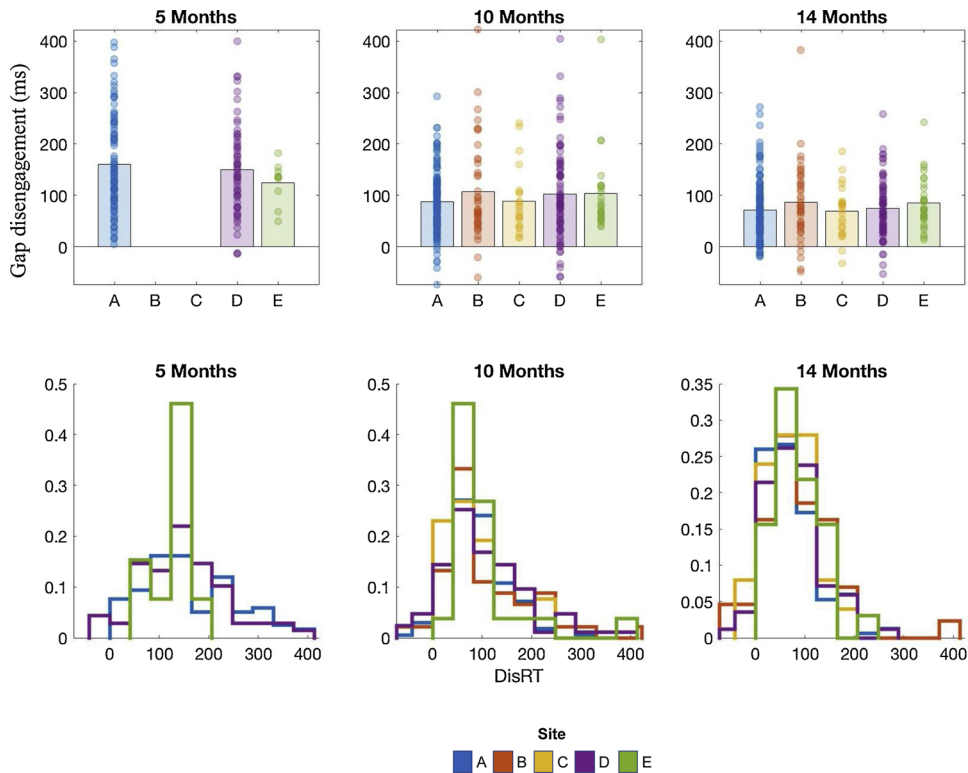 5 Months 10 Months 14 Months
Gap disengagement (ms)
400 400 400
300 300 300
200 200 200
100 100 100
0 0 0
A B C D E A B C D E A B C D E
5 Months 10 Months 14 Months
0.5 0.5 0.35
0.3
0.4 0.4
0.25
0.3 0.3 0.2
0.2 0.2 0.15
0.1
0.1 0.1
0.05
0 0 0
0 100 200 300 400 0 100 200 300 400 0 100 200 300 400
DisRT
Site
A B C D E